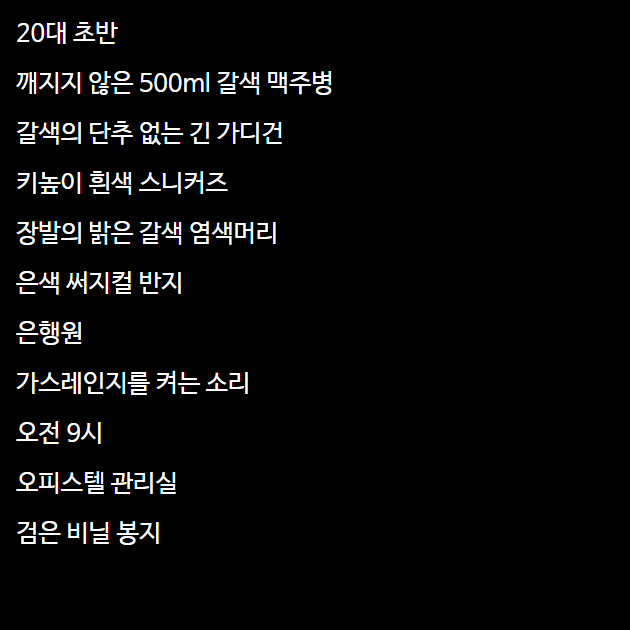 20대 초반
깨지지 않은 500ml 갈색 맥주병
갈색의 단추 없는 긴 가디건
키높이 흰색 스니커즈
장발의 밝은 갈색 염색머리
은색 써지컬 반지
은행원
가스레인지를 켜는 소리
오전 9시
오피스텔 관리실
검은 비닐 봉지